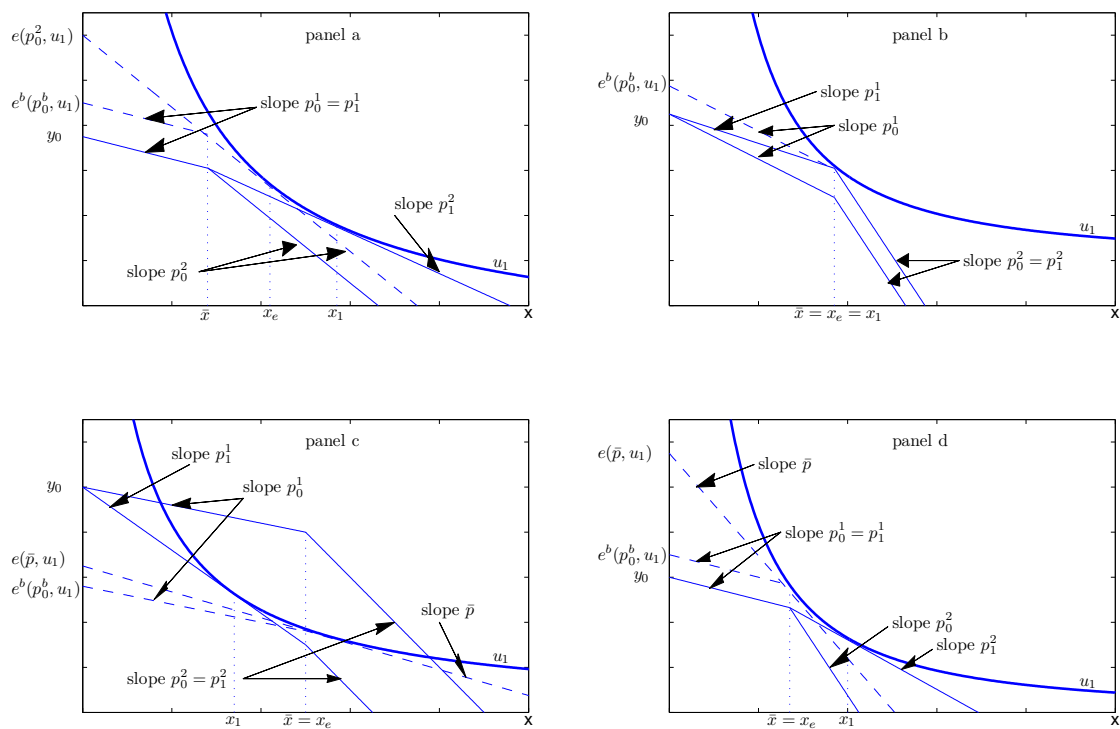 panel a
e(p_0^2, u_1)
e^b(p_0^b, u_1)
y_0
slope p_0^1 = p_1^1
slope p_1^2
slope p_0^2
u_1
x̄
x_e
x_1
x
panel b
e^b(p_0^b, u_1)
y_0
slope p_1^1
slope p_0^1
u_1
slope p_0^2 = p_1^2
x̄ = x_e = x_1
x
panel c
slope p_1^1
y_0
slope p_0^1
e(p̄, u_1)
e^b(p_0^b, u_1)
slope p̄
u_1
slope p_0^2 = p_1^2
x_1
x̄ = x_e
x
panel d
e(p̄, u_1)
slope p̄
slope p_0^1 = p_1^1
e^b(p_0^b, u_1)
y_0
slope p_0^2
slope p_1^2
u_1
x̄ = x_e
x_1
x